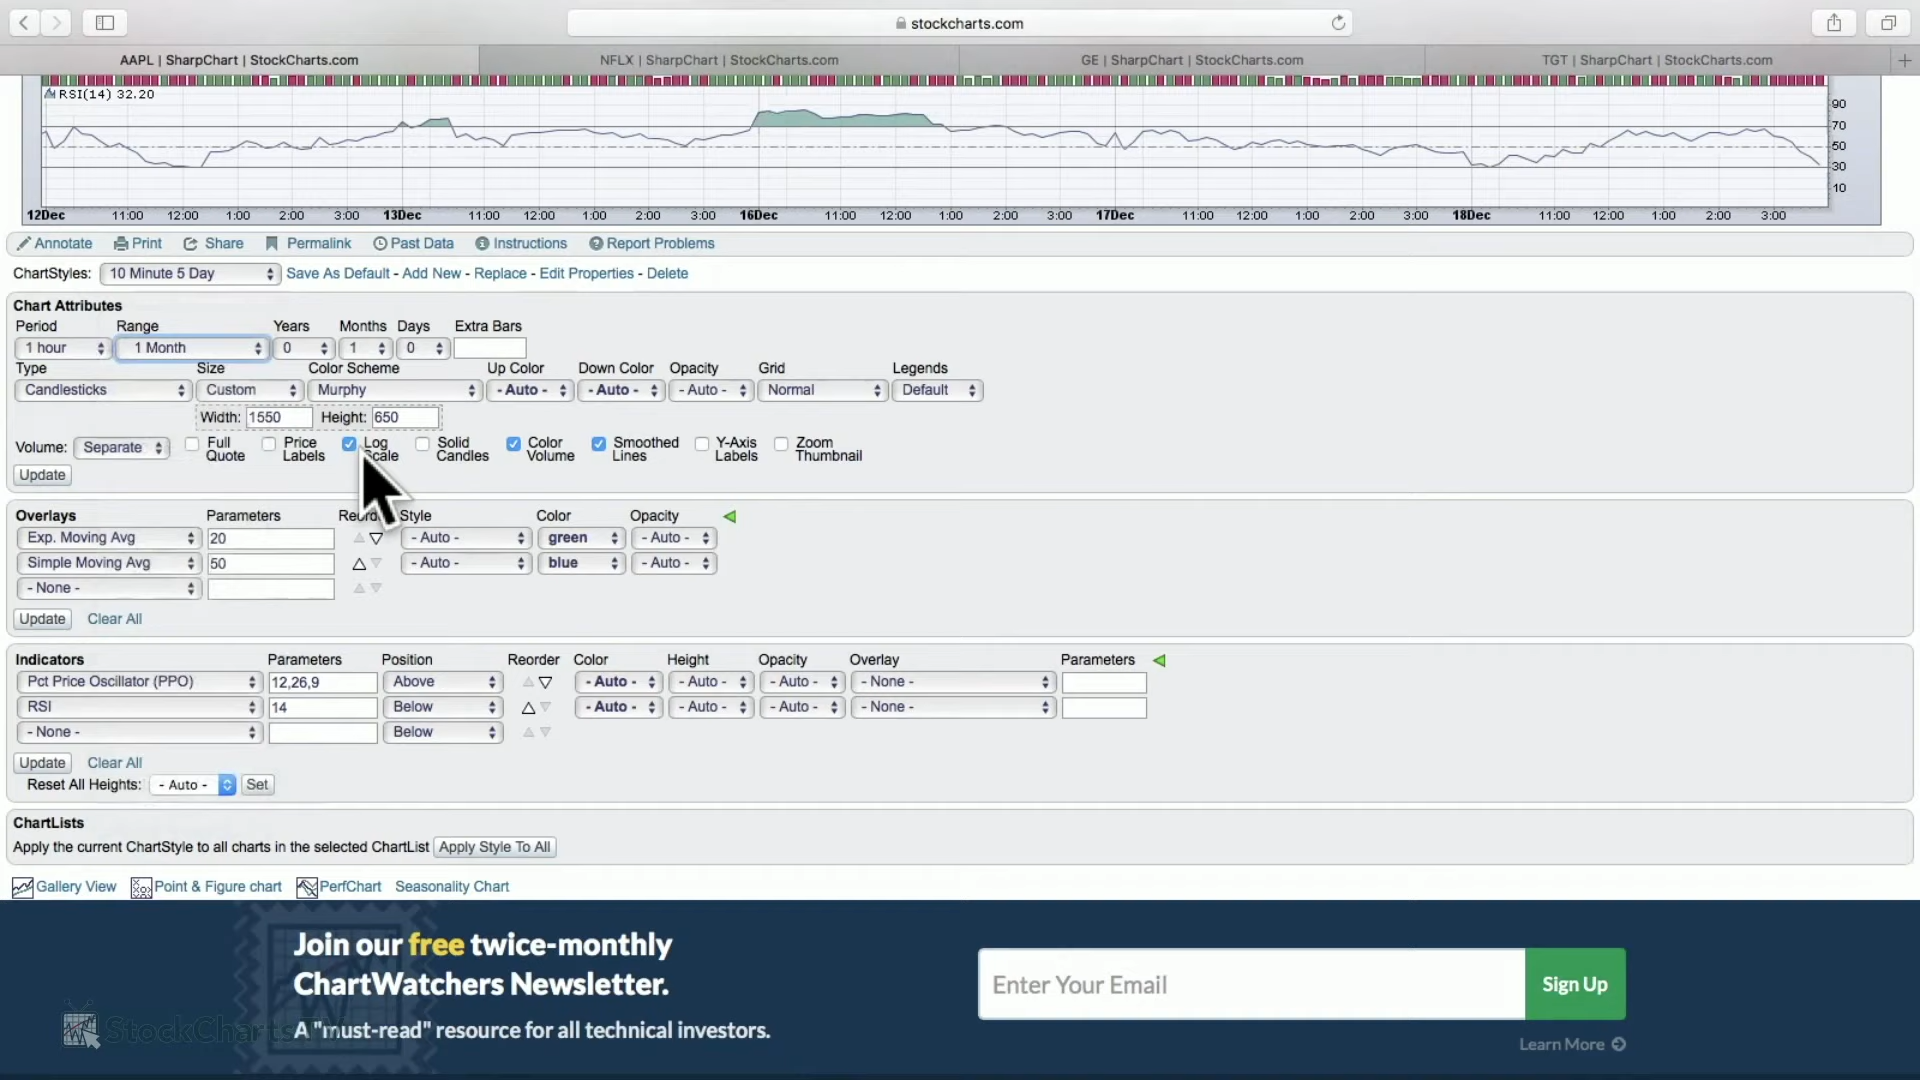 stockcharts.com
AAPL | SharpChart | StockCharts.com
NFLX | SharpChart | StockCharts.com
GE | SharpChart | StockCharts.com
TGT | SharpChart | StockCharts.com
RSI(14) 32.20
90
70
50
30
10
12Dec 11:00 12:00 1:00 2:00 3:00 13Dec 11:00 12:00 1:00 2:00 3:00 16Dec 11:00 12:00 1:00 2:00 3:00 17Dec 11:00 12:00 1:00 2:00 3:00 18Dec 11:00 12:00 1:00 2:00 3:00
Annotate Print Share Permalink Past Data Instructions Report Problems
ChartStyles: 10 Minute 5 Day Save As Default - Add New - Replace - Edit Properties - Delete
Chart Attributes
Period Range Years Months Days Extra Bars
1 hour 1 Month 0 1 0
Type Size Color Scheme Up Color Down Color Opacity Grid Legends
Candlesticks Custom Murphy - Auto - - Auto - - Auto - Normal Default
Width: 1550 Height: 650
Volume: Separate Full Quote Price Labels Log Scale Solid Candles Color Volume Smoothed Lines Y-Axis Labels Zoom Thumbnail
Update
Overlays Parameters Reord Style Color Opacity
Exp. Moving Avg 20 - Auto - green - Auto -
Simple Moving Avg 50 - Auto - blue - Auto -
- None -
Update Clear All
Indicators Parameters Position Reorder Color Height Opacity Overlay Parameters
Pct Price Oscillator (PPO) 12,26,9 Above - Auto - - Auto - - Auto - - None -
RSI 14 Below - Auto - - Auto - - Auto - - None -
- None - Below
Update Clear All
Reset All Heights: - Auto - Set
ChartLists
Apply the current ChartStyle to all charts in the selected ChartList Apply Style To All
Gallery View Point & Figure chart PerfChart Seasonality Chart
Join our free twice-monthly
ChartWatchers Newsletter.
A "must-read" resource for all technical investors.
Enter Your Email
Sign Up
Learn More
StockCharts TV